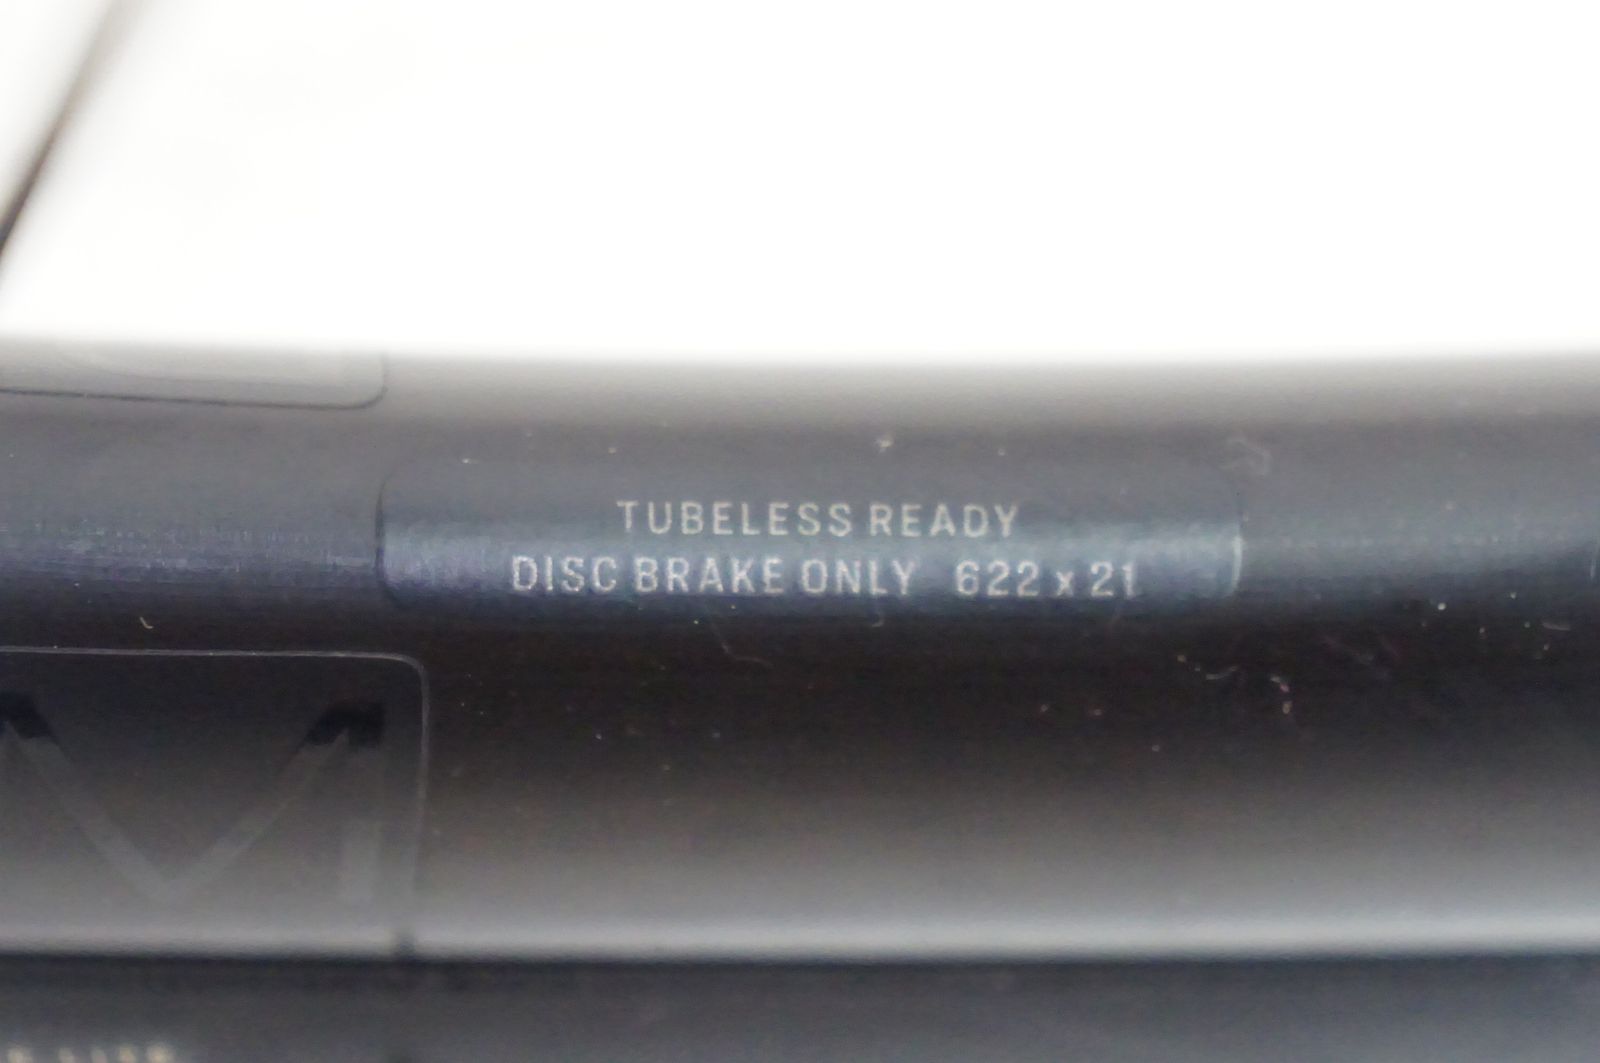 TUBELESS READY
DISC BRAKE ONLY 622 x 21
M